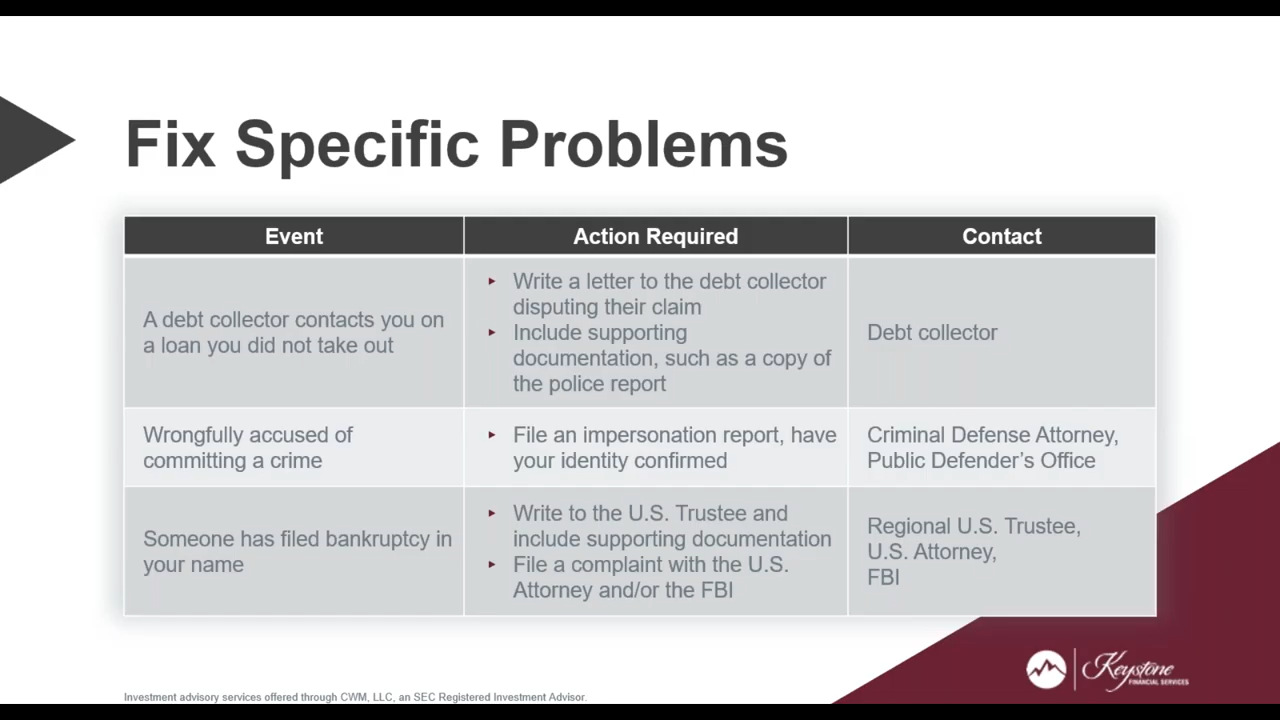 Fix Specific Problems
Event
Action Required
Contact
A debt collector contacts you on
a loan you did not take out
▸ Write a letter to the debt collector
disputing their claim
▸ Include supporting
documentation, such as a copy of
the police report
Debt collector
Wrongfully accused of
committing a crime
▸ File an impersonation report, have
your identity confirmed
Criminal Defense Attorney,
Public Defender's Office
Someone has filed bankruptcy in
your name
▸ Write to the U.S. Trustee and
include supporting documentation
▸ File a complaint with the U.S.
Attorney and/or the FBI
Regional U.S. Trustee,
U.S. Attorney,
FBI
Keystone
FINANCIAL SERVICES
Investment advisory services offered through CWM, LLC, an SEC Registered Investment Advisor.